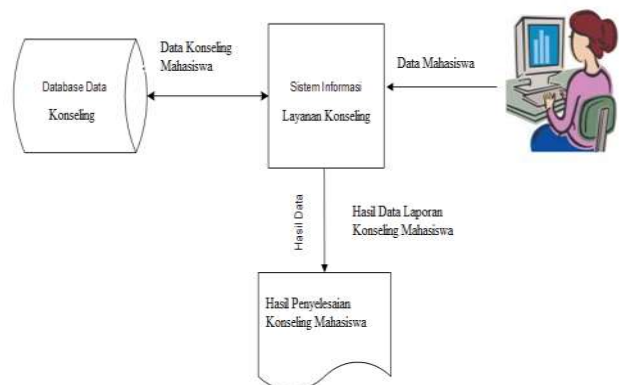 Data Konseling
Mahasiswa
Database Data
Konseling
Sistem Informasi
Layanan Konseling
Data Mahasiswa
Hasil Data
Hasil Data Laporan
Konseling Mahasiswa
Hasil Penyelesaian
Konseling Mahasiswa